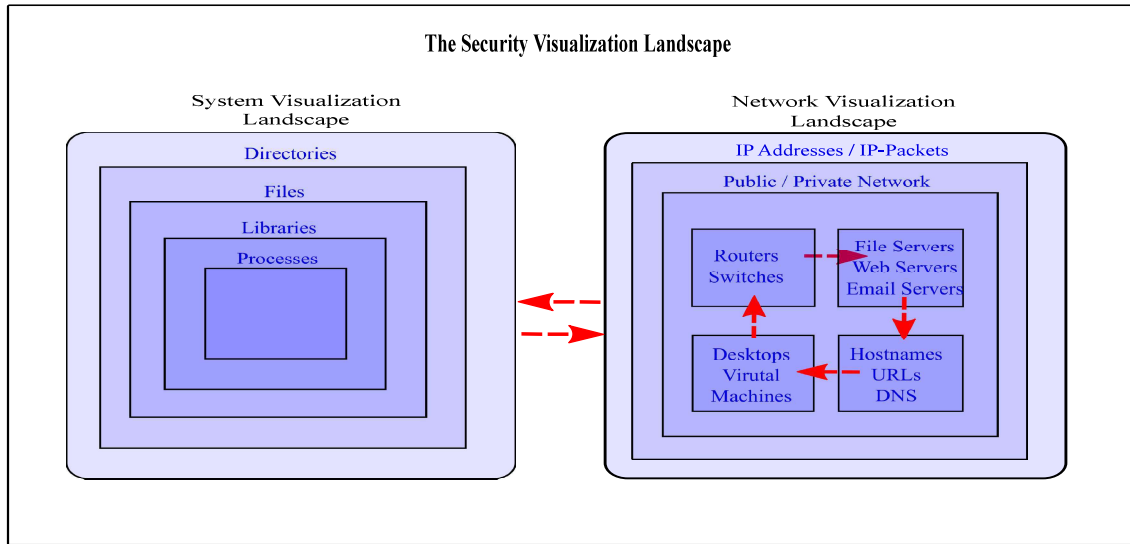 The Security Visualization Landscape
System Visualization
Landscape
Directories
Files
Libraries
Processes
Network Visualization
Landscape
IP Addresses / IP-Packets
Public / Private Network
Routers
Switches
File Servers
Web Servers
Email Servers
Desktops
Virutal
Machines
Hostnames
URLs
DNS